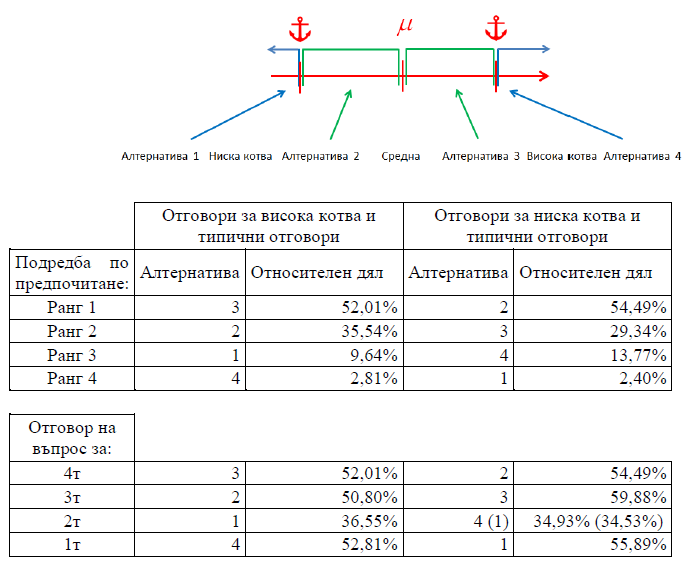 μ
Алтернатива 1 Ниска котва Алтернатива 2 Средна Алтернатива 3 Висока котва Алтернатива 4
Отговори за висока котва и типични отговори
Отговори за ниска котва и типични отговори
Подредба по предпочитане: Алтернатива Относителен дял Алтернатива Относителен дял
Ранг 1 3 52,01% 2 54,49%
Ранг 2 2 35,54% 3 29,34%
Ранг 3 1 9,64% 4 13,77%
Ранг 4 4 2,81% 1 2,40%
Отговор на въпрос за:
4т 3 52,01% 2 54,49%
3т 2 50,80% 3 59,88%
2т 1 36,55% 4 (1) 34,93% (34,53%)
1т 4 52,81% 1 55,89%